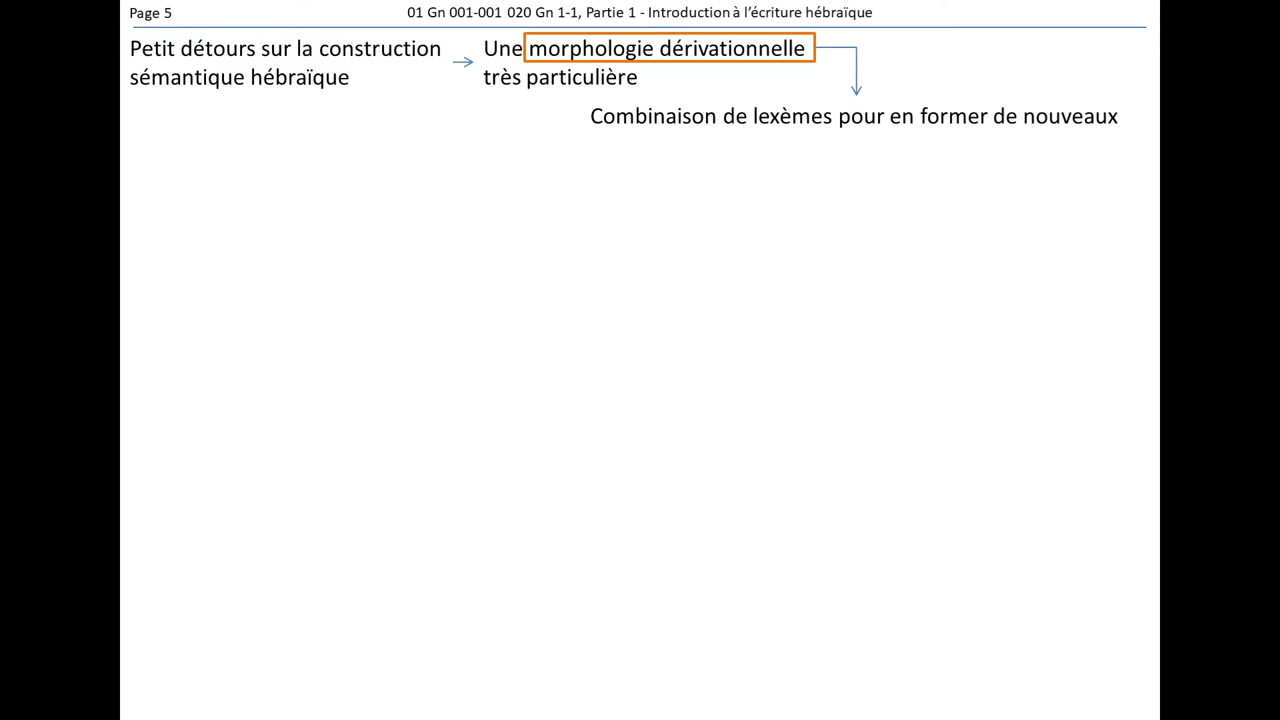 Page 5
01 Gn 001-001 020 Gn 1-1, Partie 1 - Introduction à l’écriture hébraïque
Petit détours sur la construction
sémantique hébraïque
Une morphologie dérivationnelle
très particulière
Combinaison de lexèmes pour en former de nouveaux